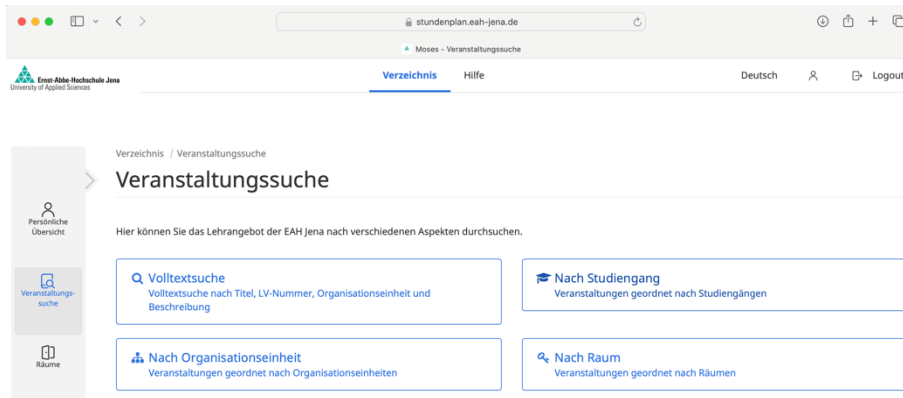 stundenplan.eah-jena.de
Moses - Veranstaltungssuche
Ernst-Abbe-Hochschule Jena
University of Applied Sciences
Verzeichnis Hilfe Deutsch Logout
Verzeichnis / Veranstaltungssuche
Veranstaltungssuche
Persönliche
Übersicht
Hier können Sie das Lehrangebot der EAH Jena nach verschiedenen Aspekten durchsuchen.
Veranstaltungs-
suche
Volltextsuche
Volltextsuche nach Titel, LV-Nummer, Organisationseinheit und
Beschreibung
Nach Studiengang
Veranstaltungen geordnet nach Studiengängen
Räume
Nach Organisationseinheit
Veranstaltungen geordnet nach Organisationseinheiten
Nach Raum
Veranstaltungen geordnet nach Räumen